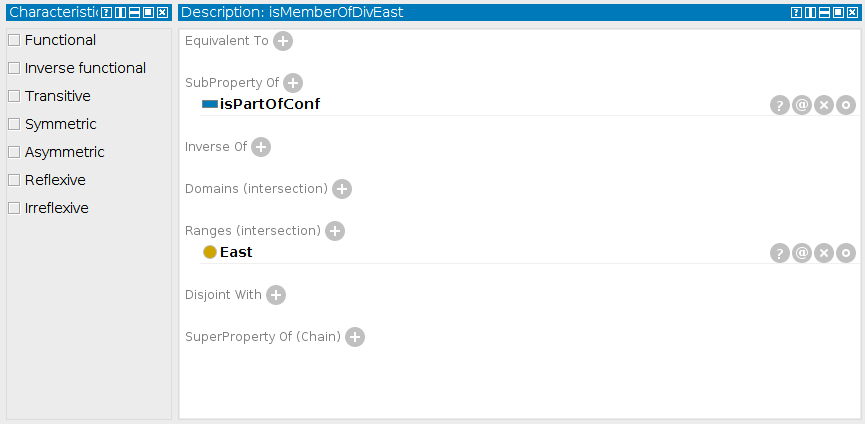 Characteristic
Description: isMemberOfDivEast
Functional
Inverse functional
Transitive
Symmetric
Asymmetric
Reflexive
Irreflexive
Equivalent To
SubProperty Of
isPartOfConf
Inverse Of
Domains (intersection)
Ranges (intersection)
East
Disjoint With
SuperProperty Of (Chain)